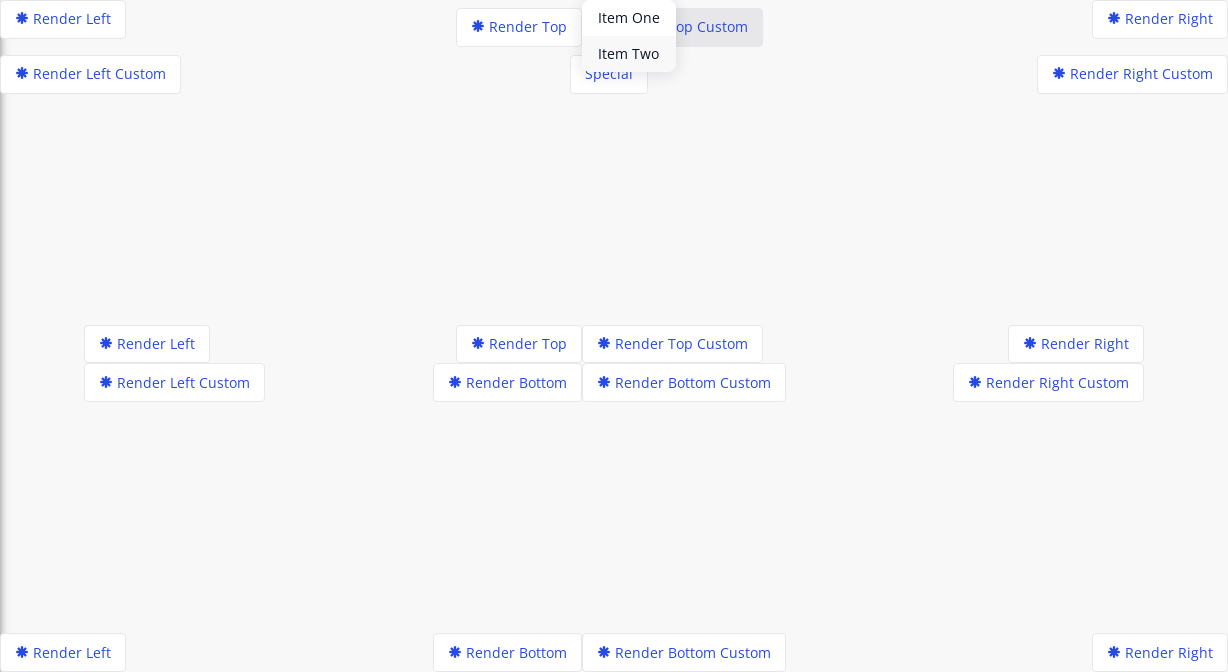 Render Left
Render Top
Item One
op Custom
Render Right
Item Two
Render Left Custom
Special
Render Right Custom
Render Left
Render Top
Render Top Custom
Render Right
Render Left Custom
Render Bottom
Render Bottom Custom
Render Right Custom
Render Left
Render Bottom
Render Bottom Custom
Render Right